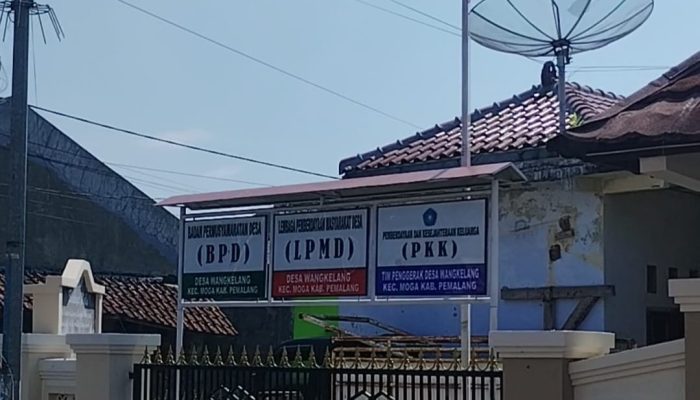 BADAN PERMUSYAWARATAN DESA
(BPD)
DESA WANGKELANG
KEC. MOGA KAB. PEMALANG
LEMBAGA PEMBERDAYAAN MASYARAKAT DESA
(LPMD)
DESA WANGKELANG
KEC. MOGA KAB. PEMALANG
PEMBERDAYAAN DAN KESEJAHTERAAN KELUARGA
(PKK)
TIM PENGGERAK DESA WANGKELANG
KEC. MOGA KAB. PEMALANG